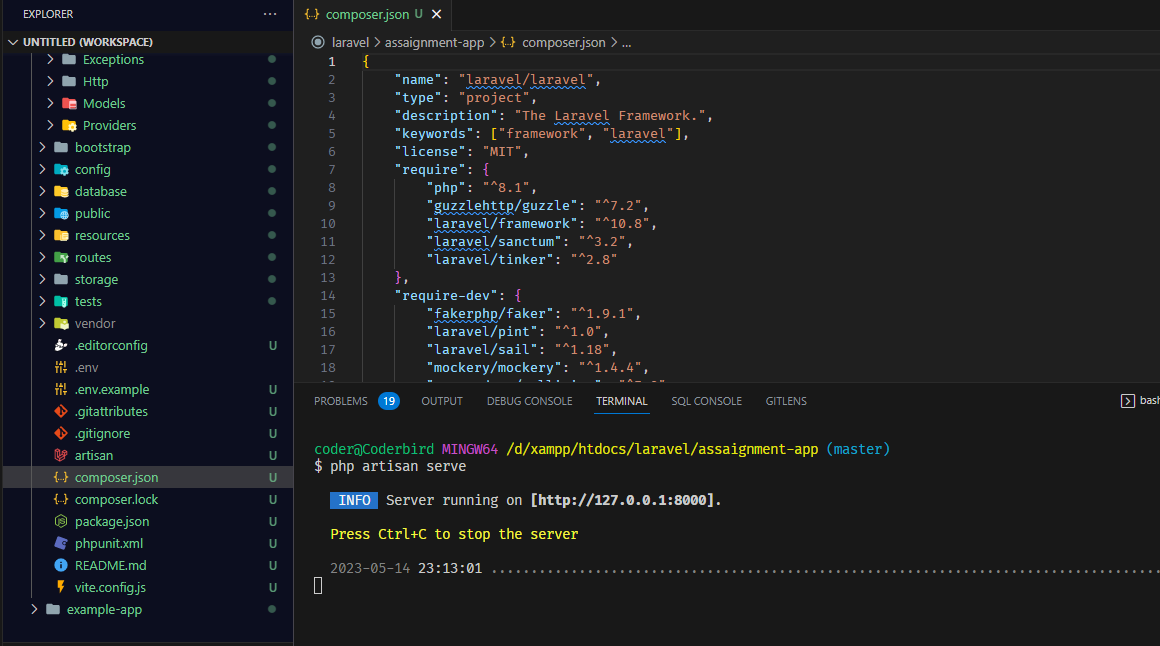 EXPLORER
UNTITLED (WORKSPACE)
Exceptions
Http
Models
Providers
bootstrap
config
database
public
resources
routes
storage
tests
vendor
.editorconfig U
.env
.env.example U
.gitattributes U
.gitignore U
artisan U
composer.json U
composer.lock U
package.json U
phpunit.xml U
README.md U
vite.config.js U
example-app
composer.json U
laravel > assaignment-app > composer.json > ...
1 {
2 "name": "laravel/laravel",
3 "type": "project",
4 "description": "The Laravel Framework.",
5 "keywords": ["framework", "laravel"],
6 "license": "MIT",
7 "require": {
8 "php": "^8.1",
9 "guzzlehttp/guzzle": "^7.2",
10 "laravel/framework": "^10.8",
11 "laravel/sanctum": "^3.2",
12 "laravel/tinker": "^2.8"
13 },
14 "require-dev": {
15 "fakerphp/faker": "^1.9.1",
16 "laravel/pint": "^1.0",
17 "laravel/sail": "^1.18",
18 "mockery/mockery": "^1.4.4",
PROBLEMS 19 OUTPUT DEBUG CONSOLE TERMINAL SQL CONSOLE GITLENS bash
coder@Coderbird MINGW64 /d/xampp/htdocs/laravel/assaignment-app (master)
$ php artisan serve
INFO Server running on [http://127.0.0.1:8000].
Press Ctrl+C to stop the server
2023-05-14 23:13:01 ....................................................................................